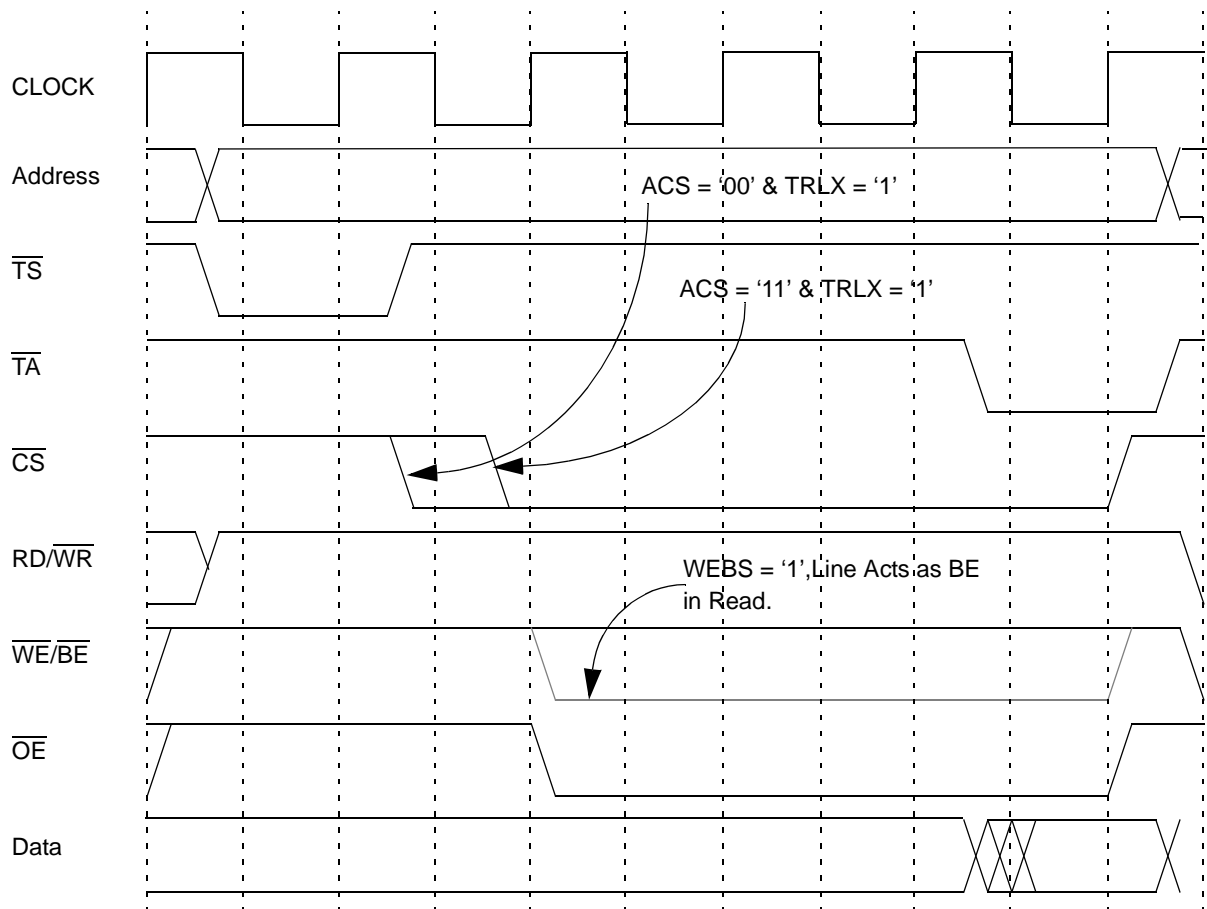 CLOCK
Address
ACS = ‘00’ & TRLX = ‘1’
TS
ACS = ‘11’ & TRLX = ‘1’
TA
CS
RD/WR
WEBS = ‘1’,Line Acts as BE
in Read.
WE/BE
OE
Data